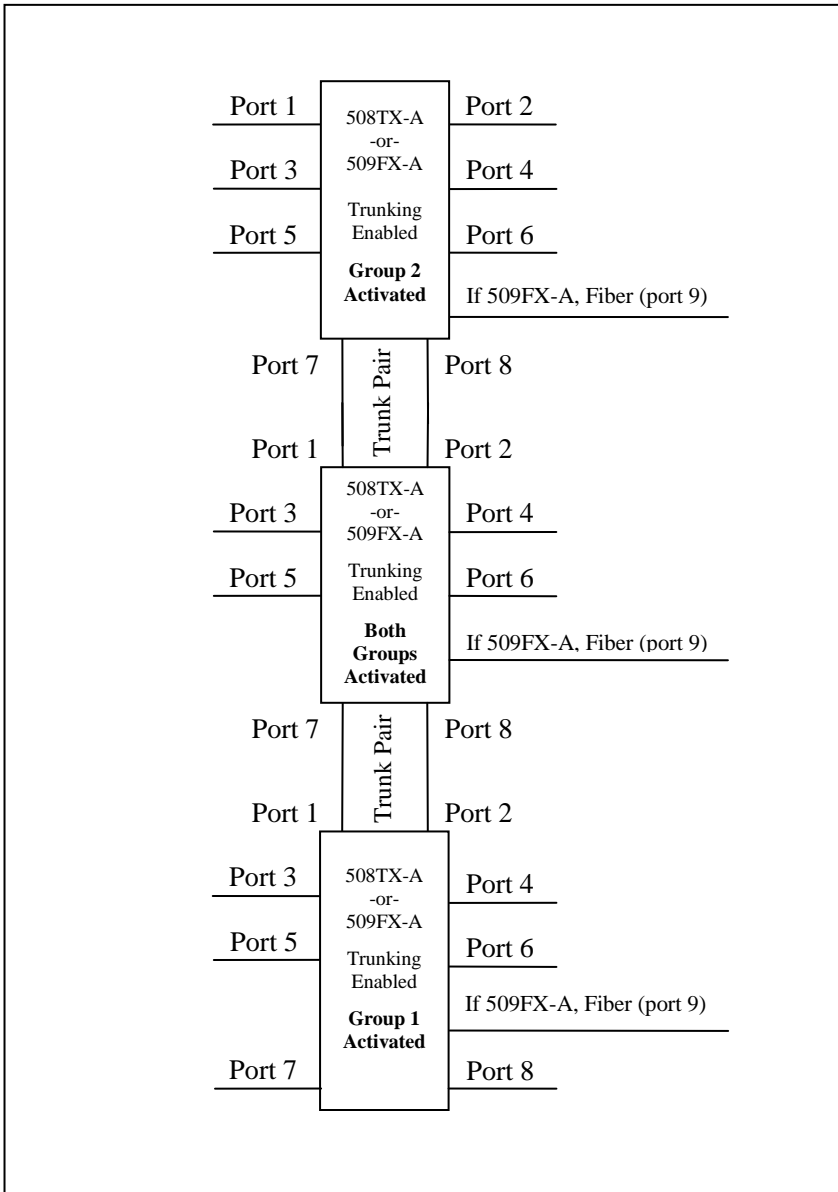 Port 1
508TX-A
-or-
509FX-A
Port 2
Port 3
Port 4
Trunking
Enabled
Port 5
Port 6
Group 2
Activated
If 509FX-A, Fiber (port 9)
Port 7
Trunk Pair
Port 8
Port 1
Port 2
508TX-A
-or-
509FX-A
Port 3
Port 4
Trunking
Enabled
Port 5
Port 6
Both
Groups
Activated
If 509FX-A, Fiber (port 9)
Port 7
Trunk Pair
Port 8
Port 1
Port 2
Port 3
508TX-A
-or-
509FX-A
Port 4
Port 5
Trunking
Enabled
Port 6
Group 1
Activated
If 509FX-A, Fiber (port 9)
Port 7
Port 8